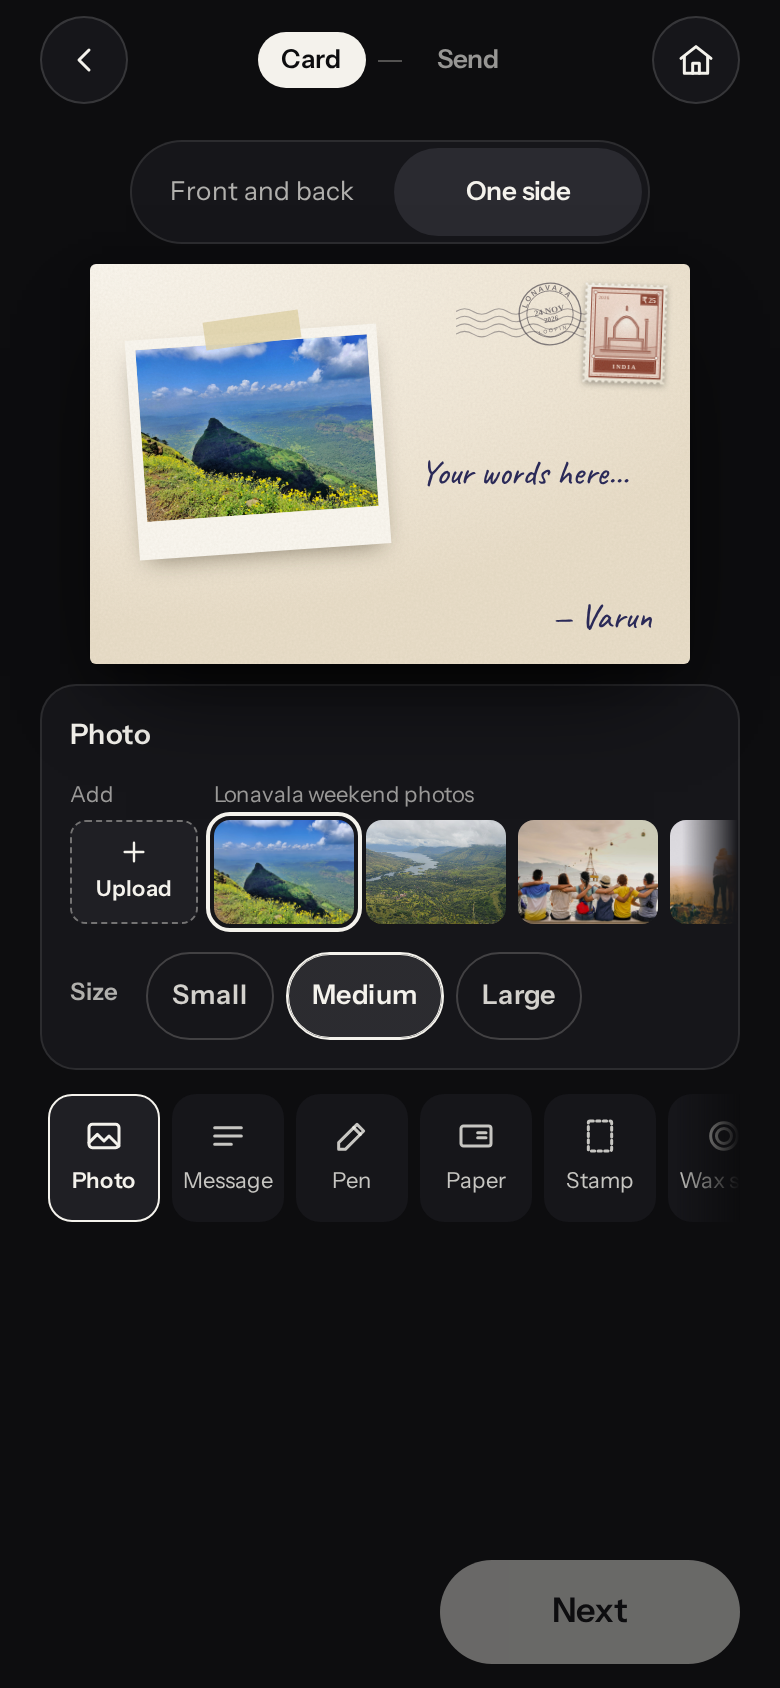 Card — Send
Front and back
One side
LONAVALA
24 NOV
2026
₹ 25
INDIA
Your words here...
– Varun
Photo
Add
Lonavala weekend photos
Upload
Size
Small
Medium
Large
Photo
Message
Pen
Paper
Stamp
Wax s
Next